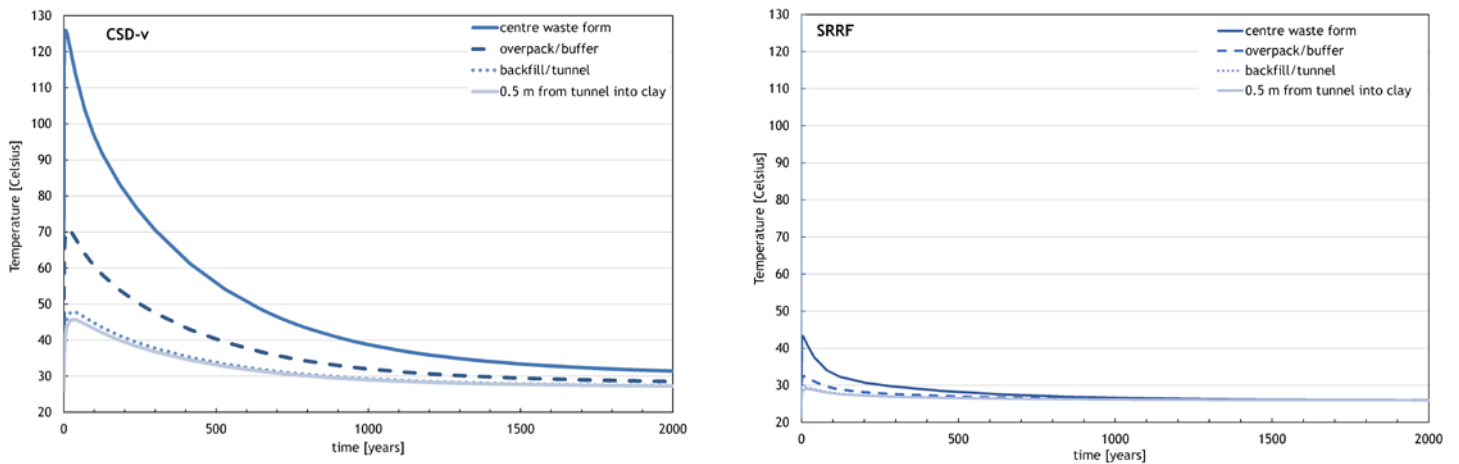 CSD-v
centre waste form
overpack/buffer
backfill/tunnel
0.5 m from tunnel into clay
Temperature [Celsius]
130
120
110
100
90
80
70
60
50
40
30
20
0
500
1000
1500
2000
time [years]
SRRF
centre waste form
overpack/buffer
backfill/tunnel
0.5 m from tunnel into clay
Temperature [Celsius]
130
120
110
100
90
80
70
60
50
40
30
20
0
500
1000
1500
2000
time [years]